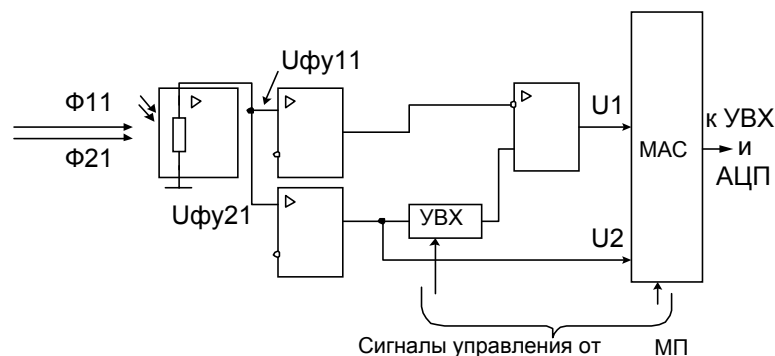 Uфу11
Ф11
Ф21
Uфу21
УВХ
U1
U2
МАС
к УВХ
и
АЦП
Сигналы управления от МП